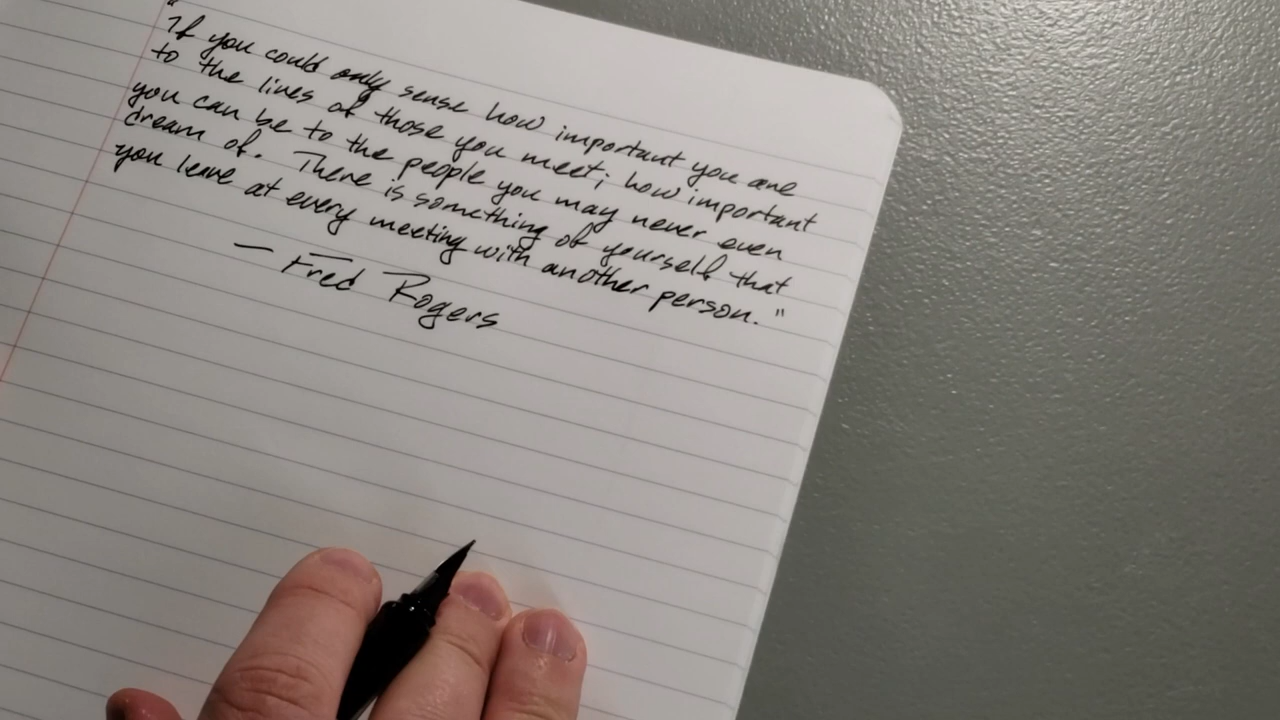 "If you could only sense how important you are
to the lives of those you meet; how important
you can be to the people you may never even
dream of. There is something of yourself that
you leave at every meeting with another person."
— Fred Rogers